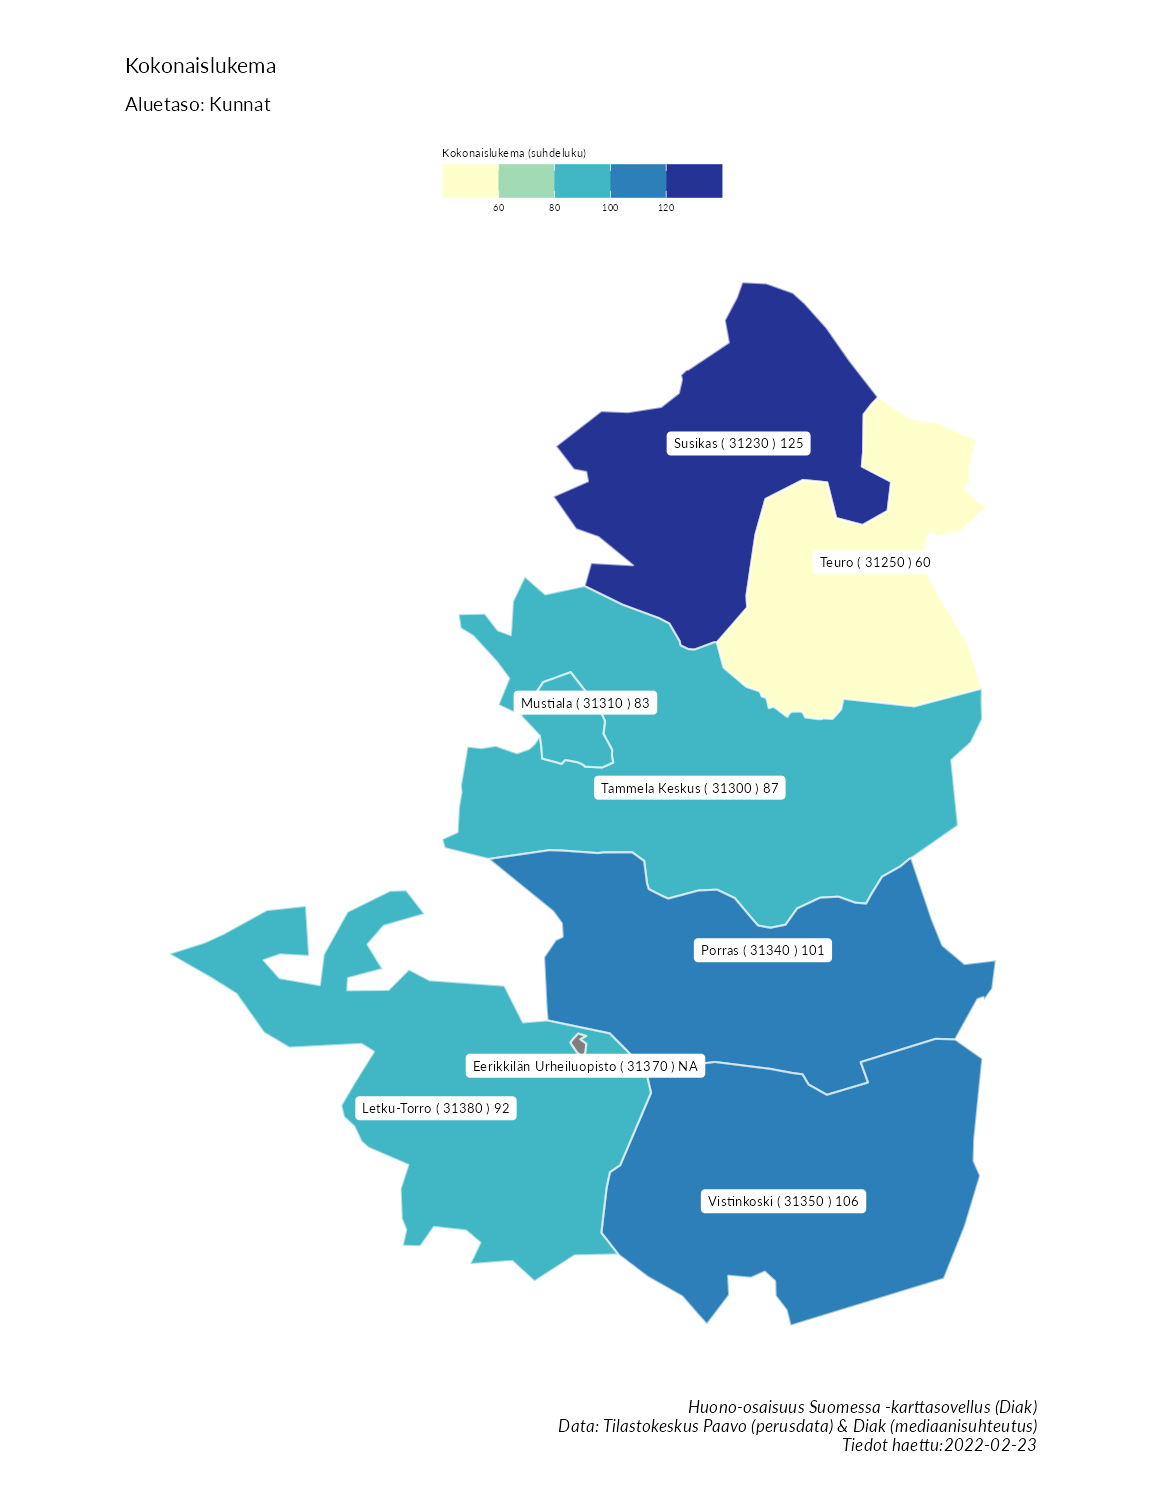 Kokonaislukema
Aluetaso: Kunnat
Kokonaislukema (suhdeluku)
60 80 100 120
Susikas ( 31230 ) 125
Teuro ( 31250 ) 60
Mustiala ( 31310 ) 83
Tammela Keskus ( 31300 ) 87
Porras ( 31340 ) 101
Eerikkilän Urheiluopisto ( 31370 ) NA
Letku-Torro ( 31380 ) 92
Vistinkoski ( 31350 ) 106
Huono-osaisuus Suomessa -karttasovellus (Diak)
Data: Tilastokeskus Paavo (perusdata) & Diak (mediaanisuhteutus)
Tiedot haettu:2022-02-23